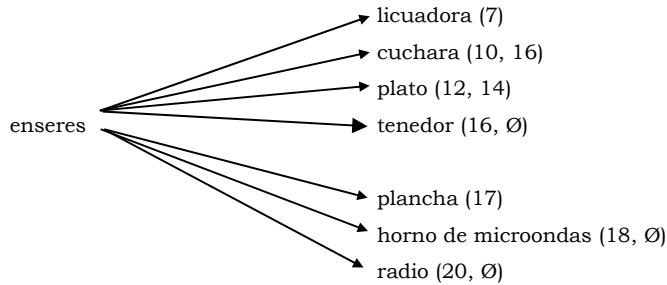 licuadora (7)
cuchara (10, 16)
plato (12, 14)
enseres
tenedor (16, Ø)
plancha (17)
horno de microondas (18, Ø)
radio (20, Ø)